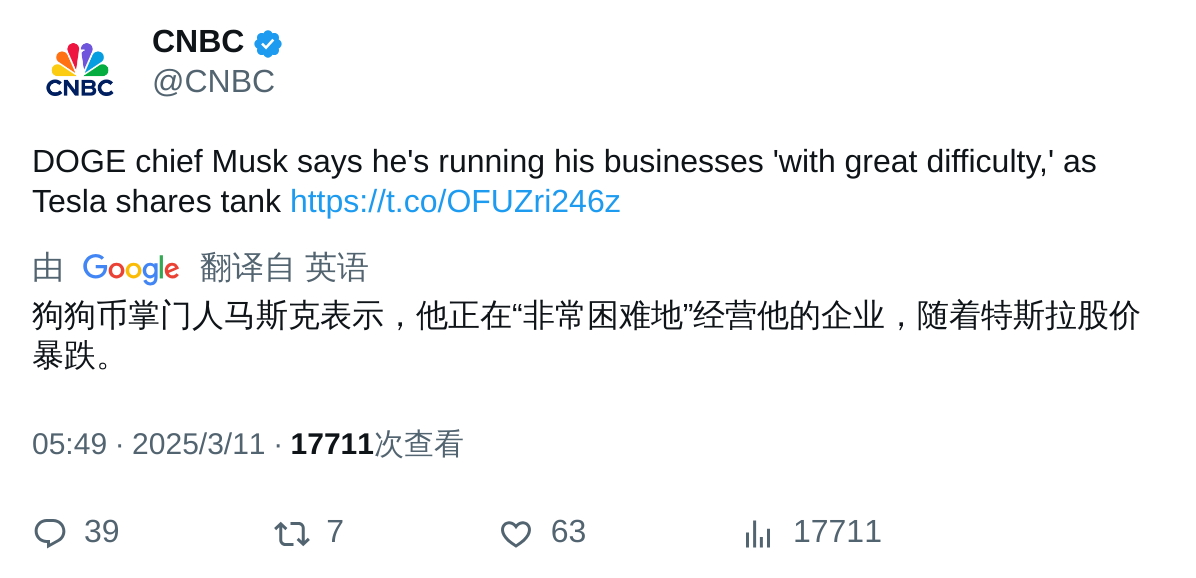 CNBC
CNBC
@CNBC
DOGE chief Musk says he's running his businesses 'with great difficulty,' as
Tesla shares tank https://t.co/OFUZri246z
由 Google 翻译自 英语
狗狗币掌门人马斯克表示，他正在“非常困难地”经营他的企业，随着特斯拉股价
暴跌。
05:49 · 2025/3/11 · 17711次查看
39 7 63 17711